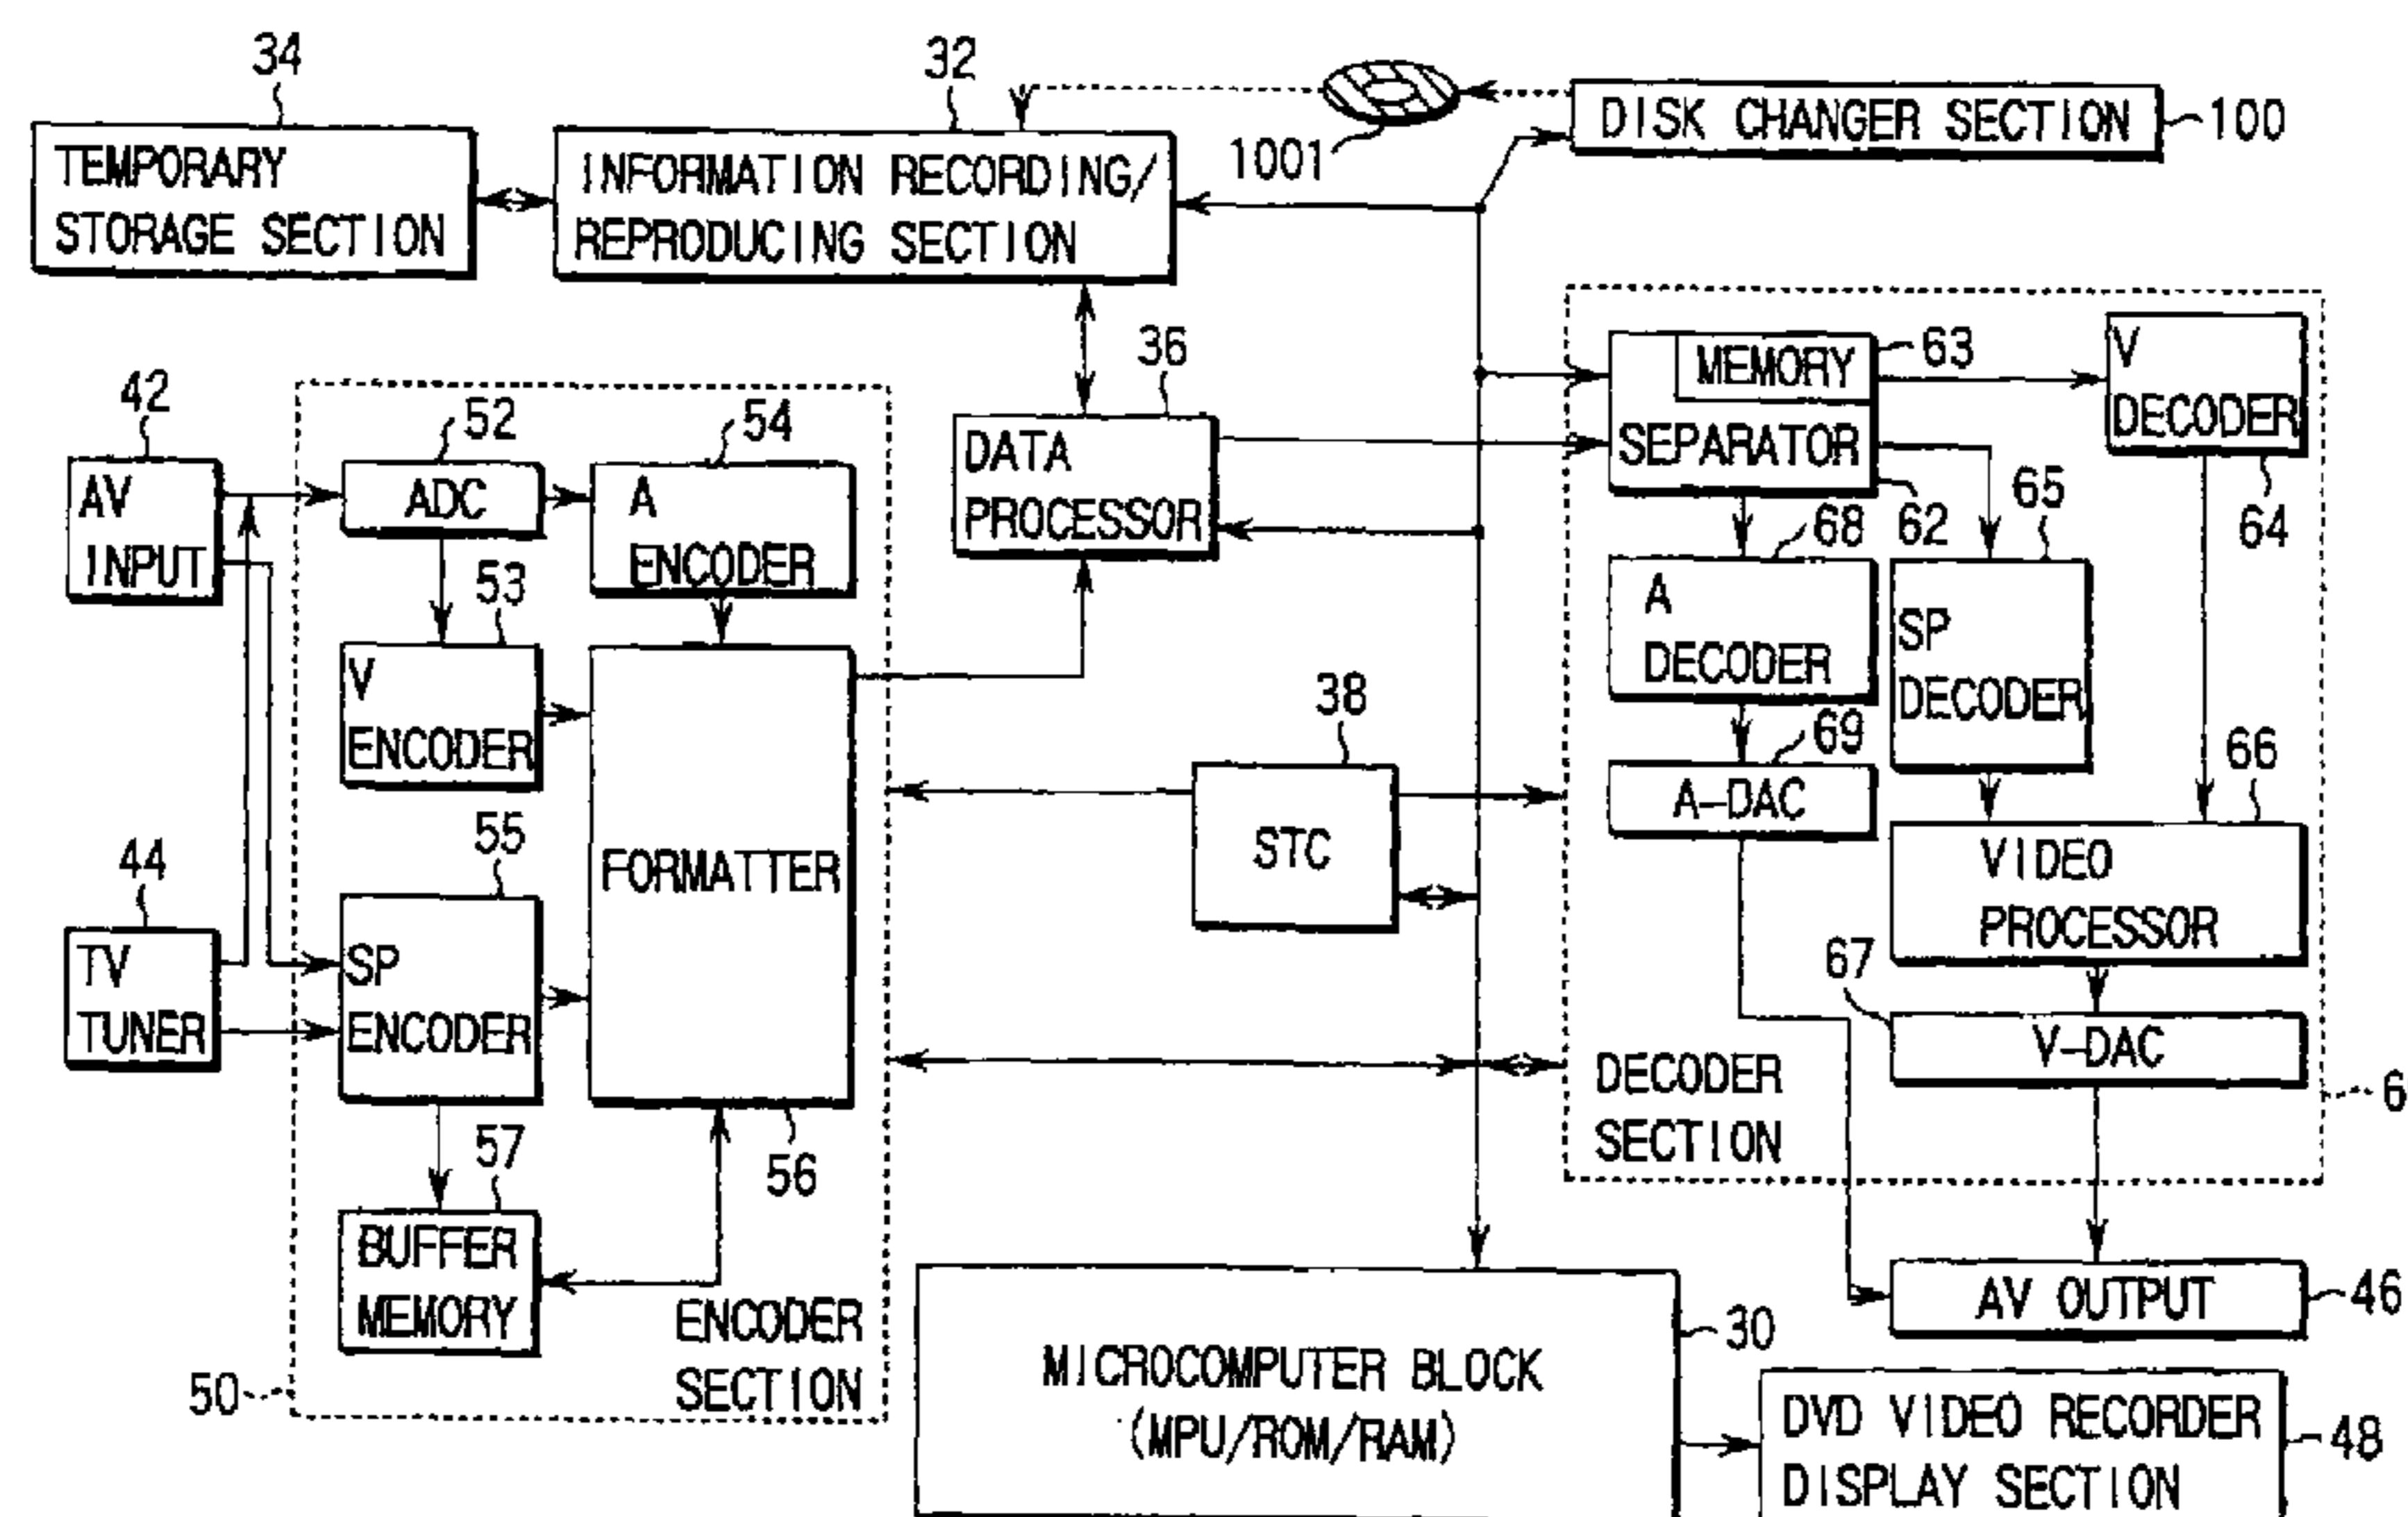 34
32
1001
DISK CHANGER SECTION
100
TEMPORARY
STORAGE SECTION
INFORMATION RECORDING/
REPRODUCING SECTION
42
AV
INPUT
44
TV
TUNER
52
ADC
54
A
ENCODER
53
V
ENCODER
55
SP
ENCODER
FORMATTER
56
57
BUFFER
MEMORY
ENCODER
SECTION
50
36
DATA
PROCESSOR
38
STC
MEMORY
63
SEPARATOR
62
V
DECODER
64
68
A
DECODER
65
SP
DECODER
69
A-DAC
66
VIDEO
PROCESSOR
67
V-DAC
DECODER
SECTION
6
AV OUTPUT
46
MICROCOMPUTER BLOCK
(MPU/ROM/RAM)
30
DVD VIDEO RECORDER
DISPLAY SECTION
48